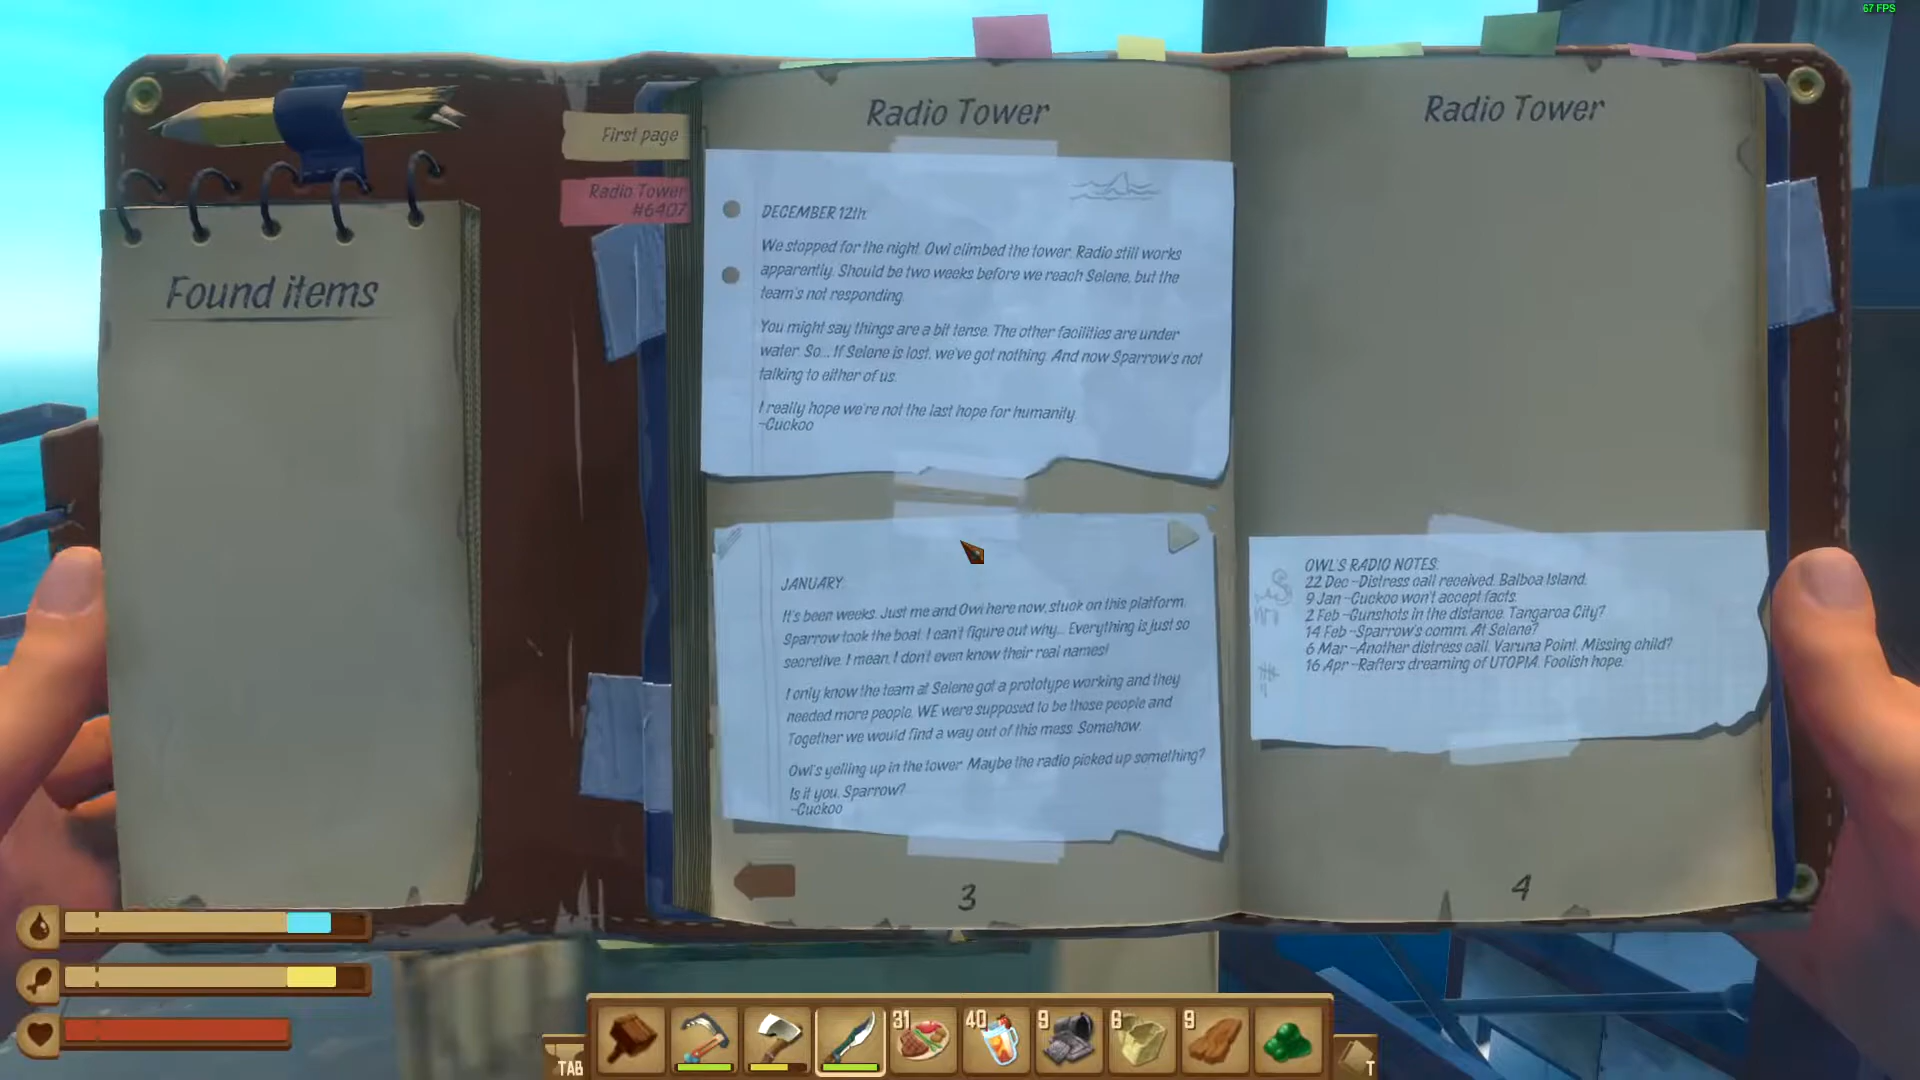 67 FPS
First page
Radio Tower
#6407
Found items
Radio Tower
DECEMBER 12th:
We stopped for the night. Owl climbed the tower. Radio still works
apparently. Should be two weeks before we reach Selene, but the
team's not responding.
You might say things are a bit tense. The other facilities are under
water. So... If Selene is lost, we've got nothing. And now Sparrow's not
talking to either of us.
I really hope we're not the last hope for humanity.
-Cuckoo
JANUARY:
It's been weeks. Just me and Owl here now, stuck on this platform.
Sparrow took the boat. I can't figure out why... Everything is just so
secretive. I mean, I don't even know their real names!
I only know the team at Selene got a prototype working and they
needed more people. WE were supposed to be those people and
Together we would find a way out of this mess. Somehow.
Owl's yelling up in the tower. Maybe the radio picked up something?
Is it you, Sparrow?
-Cuckoo
3
Radio Tower
OWL'S RADIO NOTES:
22 Dec -Distress call received. Balboa Island.
9 Jan -Cuckoo won't accept facts.
2 Feb -Gunshots in the distance. Tangaroa City?
14 Feb -Sparrow's comm. At Selene?
6 Mar -Another distress call. Varuna Point. Missing child?
16 Apr -Rafters dreaming of UTOPIA. Foolish hope.
4
TAB
31
40
9
6
9
T